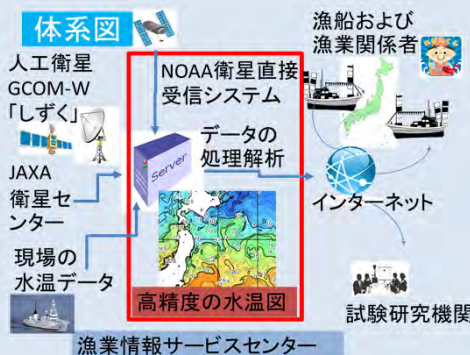 体系図
人工衛星
GCOM-W
「しずく」
JAXA
衛星セ
ンター
現場の
水温データ
NOAA衛星直接
受信システム
データの
処理解析
Server
高精度の水温図
漁業情報サービスセンター
漁船および
漁業関係者
インターネット
試験研究機関